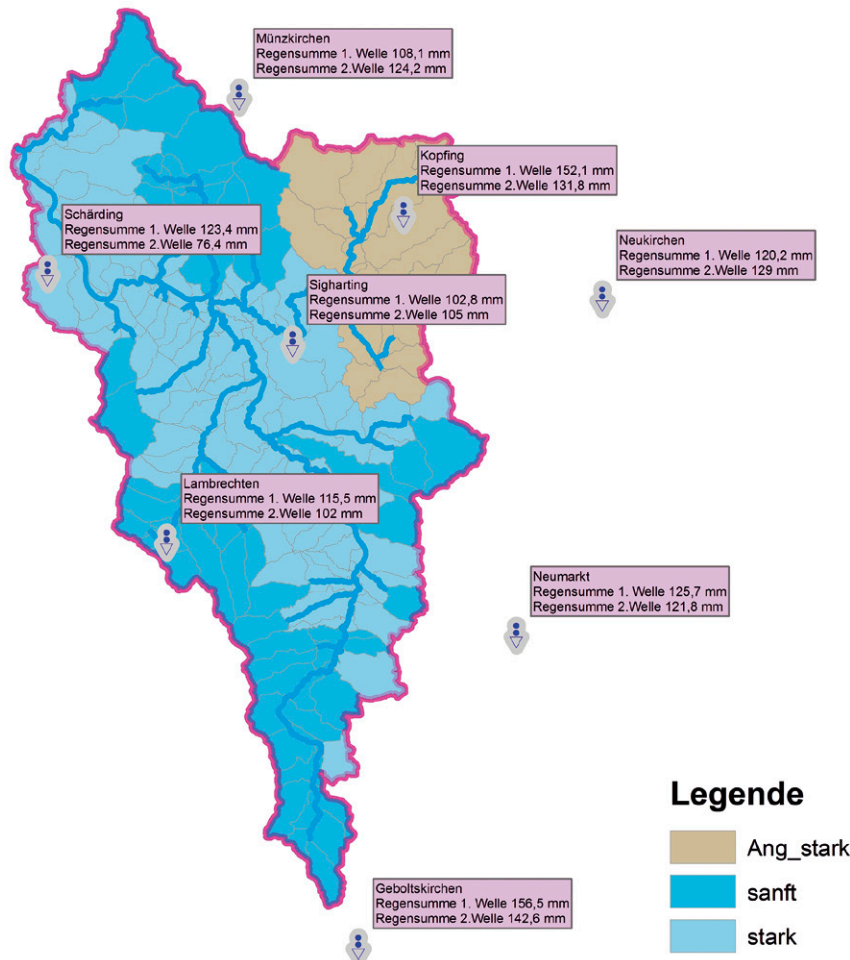 Münzkirchen
Regensumme 1. Welle 108,1 mm
Regensumme 2.Welle 124,2 mm
Kopfing
Regensumme 1. Welle 152,1 mm
Regensumme 2.Welle 131,8 mm
Schärding
Regensumme 1. Welle 123,4 mm
Regensumme 2.Welle 76,4 mm
Neukirchen
Regensumme 1. Welle 120,2 mm
Regensumme 2.Welle 129 mm
Sigharting
Regensumme 1. Welle 102,8 mm
Regensumme 2.Welle 105 mm
Lambrechten
Regensumme 1. Welle 115,5 mm
Regensumme 2.Welle 102 mm
Neumarkt
Regensumme 1. Welle 125,7 mm
Regensumme 2.Welle 121,8 mm
Legende
Ang_stark
sanft
stark
Geboltskirchen
Regensumme 1. Welle 156,5 mm
Regensumme 2.Welle 142,6 mm